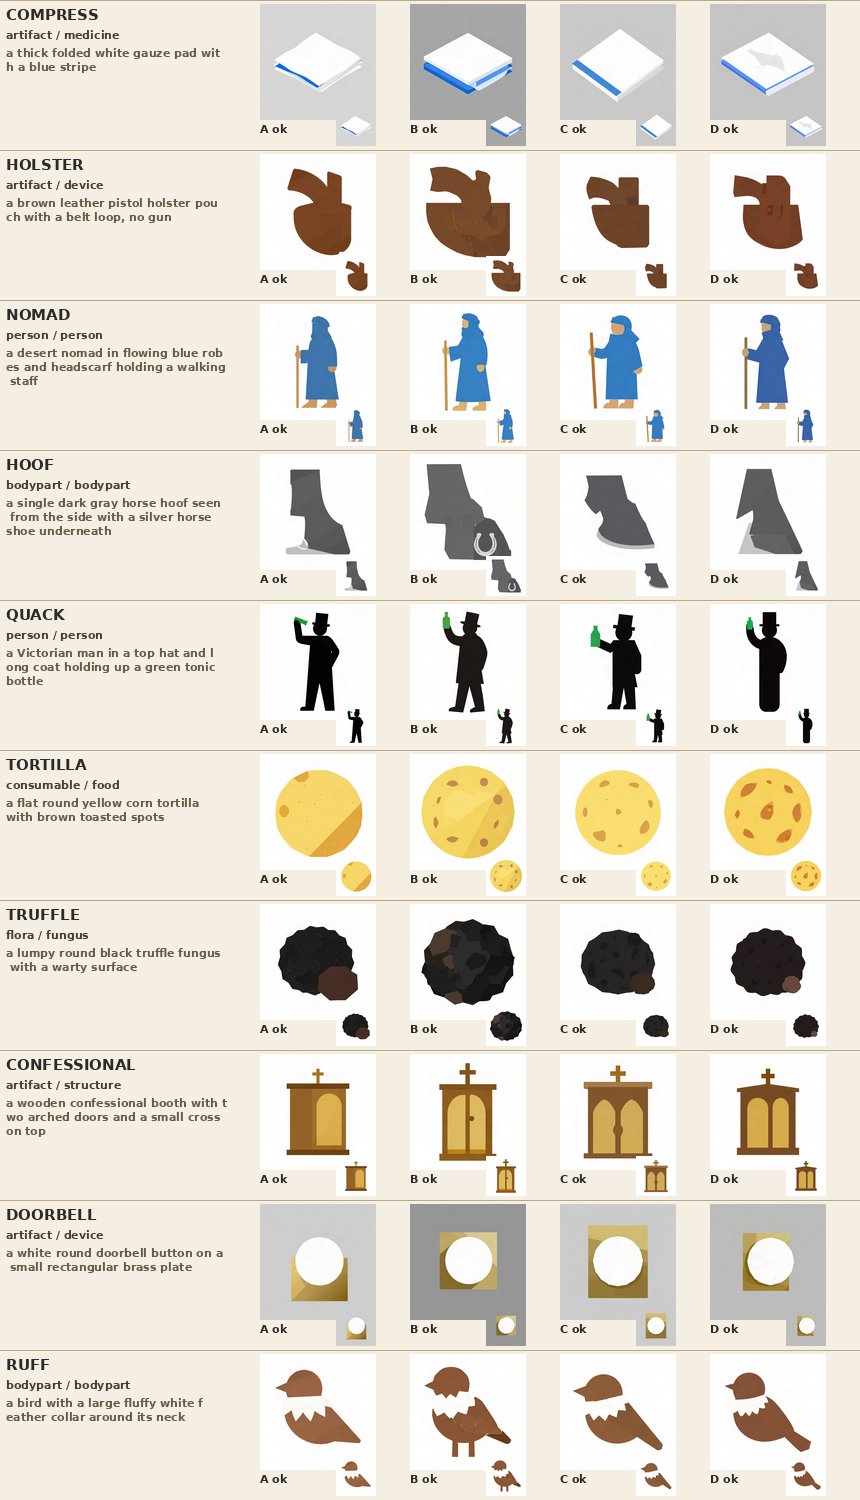 COMPRESS
artifact / medicine
a thick folded white gauze pad wit
h a blue stripe
A ok
B ok
C ok
D ok
HOLSTER
artifact / device
a brown leather pistol holster pou
ch with a belt loop, no gun
A ok
B ok
C ok
D ok
NOMAD
person / person
a desert nomad in flowing blue rob
es and headscarf holding a walking
staff
A ok
B ok
C ok
D ok
HOOF
bodypart / bodypart
a single dark gray horse hoof seen
from the side with a silver horse
shoe underneath
A ok
B ok
C ok
D ok
QUACK
person / person
a Victorian man in a top hat and l
ong coat holding up a green tonic
bottle
A ok
B ok
C ok
D ok
TORTILLA
consumable / food
a flat round yellow corn tortilla
with brown toasted spots
A ok
B ok
C ok
D ok
TRUFFLE
flora / fungus
a lumpy round black truffle fungus
with a warty surface
A ok
B ok
C ok
D ok
CONFESSIONAL
artifact / structure
a wooden confessional booth with t
wo arched doors and a small cross
on top
A ok
B ok
C ok
D ok
DOORBELL
artifact / device
a white round doorbell button on a
small rectangular brass plate
A ok
B ok
C ok
D ok
RUFF
bodypart / bodypart
a bird with a large fluffy white f
eather collar around its neck
A ok
B ok
C ok
D ok